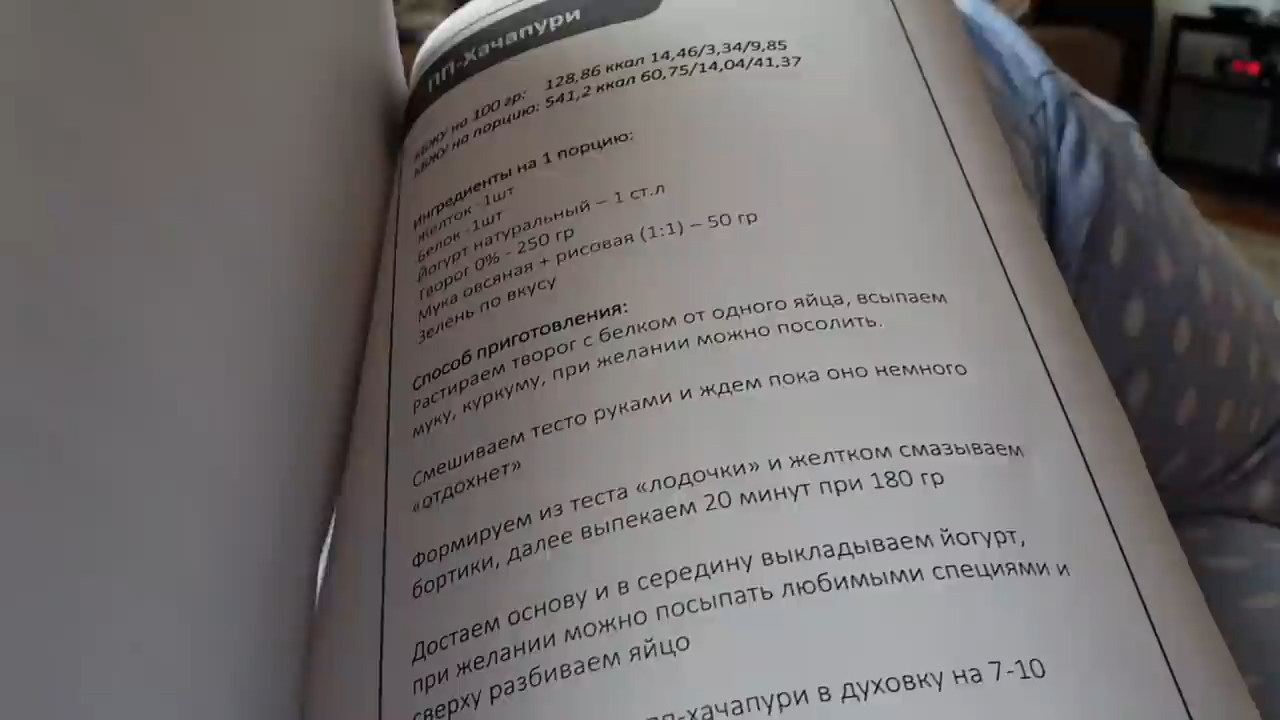 ПП-Хачапури
КБЖУ на 100 гр: 128,86 ккал 14,46/3,34/9,85
КБЖУ на порцию: 541,2 ккал 60,75/14,04/41,37
Ингредиенты на 1 порцию:
Желток -1шт
Белок -1шт
Йогурт натуральный – 1 ст.л
Творог 0% - 250 гр
Мука овсяная + рисовая (1:1) – 50 гр
Зелень по вкусу
Способ приготовления:
Растираем творог с белком от одного яйца, всыпаем
муку, куркуму, при желании можно посолить.
Смешиваем тесто руками и ждем пока оно немного
«отдохнет»
Формируем из теста «лодочки» и желтком смазываем
бортики, далее выпекаем 20 минут при 180 гр
Достаем основу и в середину выкладываем йогурт,
при желании можно посыпать любимыми специями и
сверху разбиваем яйцо
пп-хачапури в духовку на 7-10